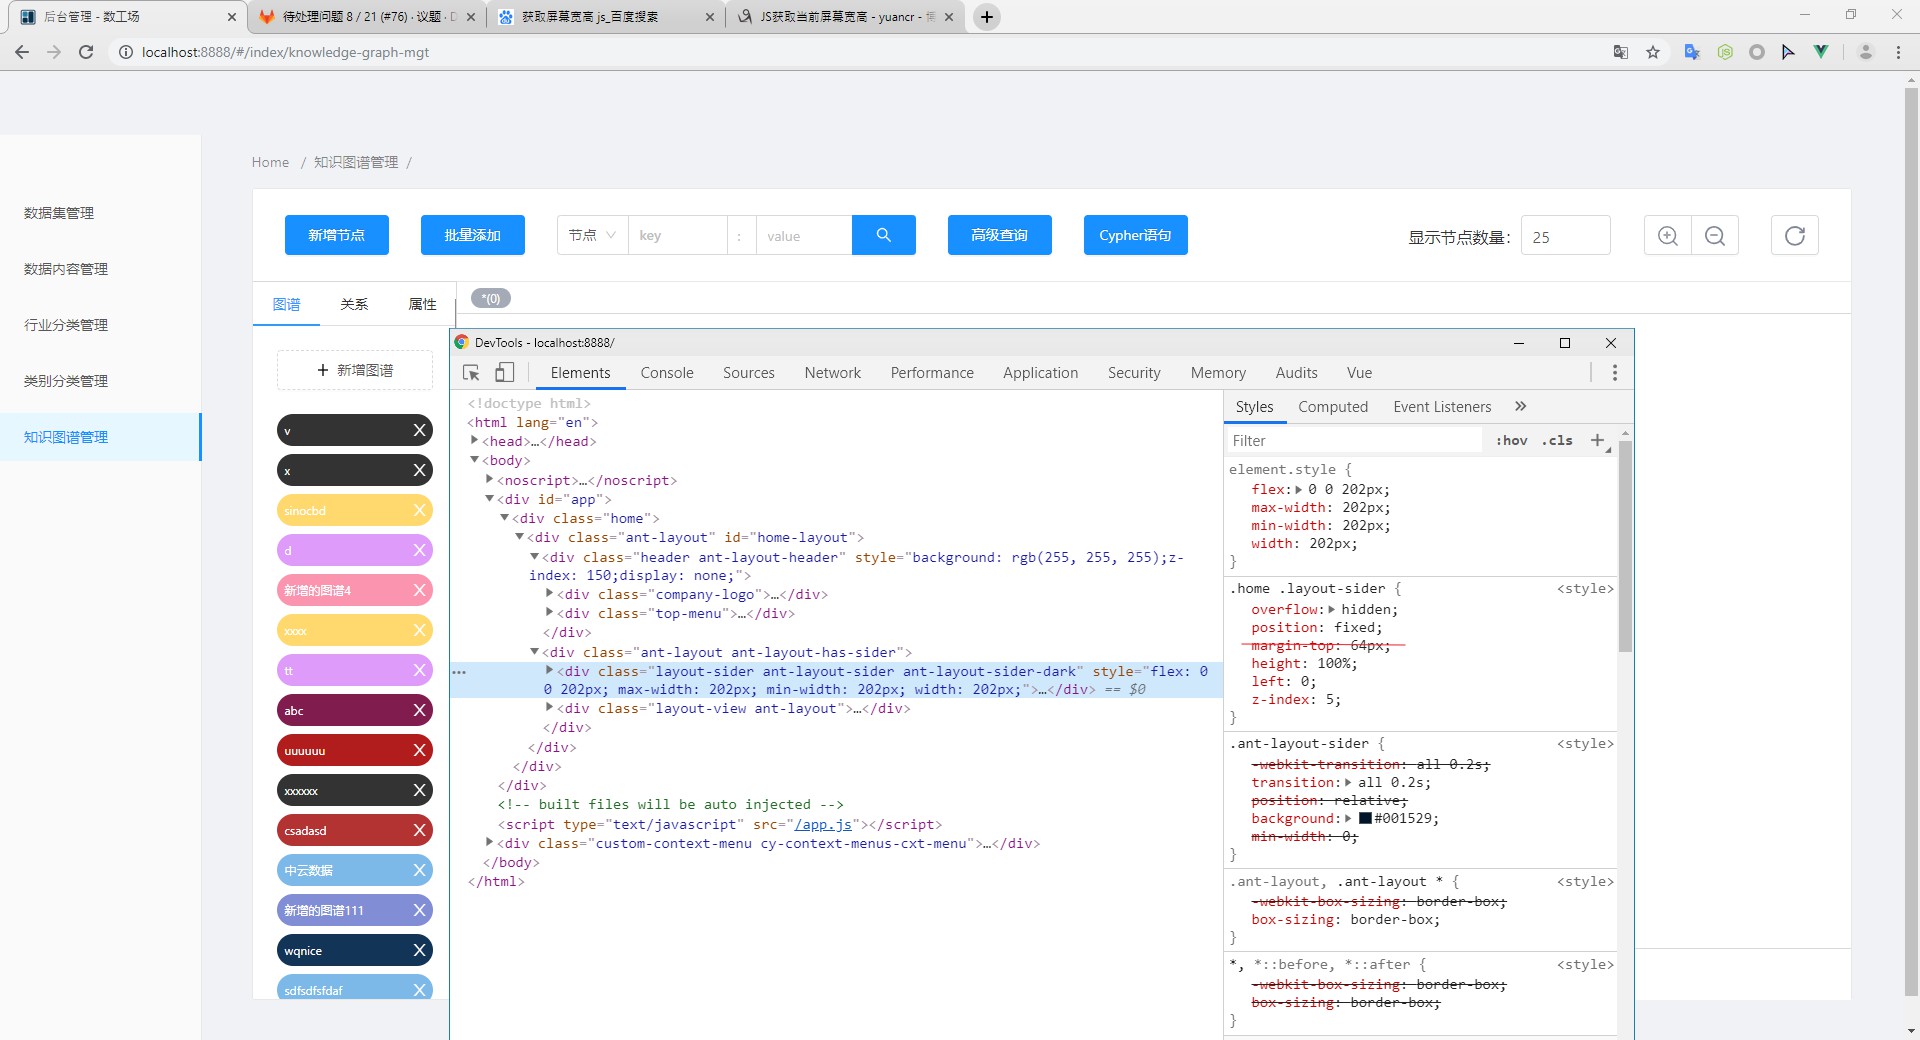 后台管理 - 数工场
待处理问题 8 / 21 (#76) · 议题 ·
获取屏幕宽高 js_百度搜索
JS获取当前屏幕宽高 - yuancr -
localhost:8888/#/index/knowledge-graph-mgt
Home / 知识图谱管理 /
数据集管理
数据内容管理
行业分类管理
类别分类管理
知识图谱管理
新增节点 批量添加 节点 key : value 高级查询 Cypher语句 显示节点数量: 25
图谱 关系 属性
*(0)
+ 新增图谱
v X
x X
sinocbd X
d X
新增的图谱4 X
xxxx X
tt X
abc X
uuuuuu X
xxxxxx X
csadasd X
中云数据 X
新增的图谱111 X
wqnice X
sdfsdfsfdaf X
DevTools - localhost:8888/
Elements Console Sources Network Performance Application Security Memory Audits Vue
<!doctype html>
<html lang="en">
<head>…</head>
<body>
<noscript>…</noscript>
<div id="app">
<div class="home">
<div class="ant-layout" id="home-layout">
<div class="header ant-layout-header" style="background: rgb(255, 255, 255);z-
index: 150;display: none;">
<div class="company-logo">…</div>
<div class="top-menu">…</div>
</div>
<div class="ant-layout ant-layout-has-sider">
<div class="layout-sider ant-layout-sider ant-layout-sider-dark" style="flex: 0
0 202px; max-width: 202px; min-width: 202px; width: 202px;">…</div> == $0
<div class="layout-view ant-layout">…</div>
</div>
</div>
</div>
</div>
<!-- built files will be auto injected -->
<script type="text/javascript" src="/app.js"></script>
<div class="custom-context-menu cy-context-menus-cxt-menu">…</div>
</body>
</html>
Styles Computed Event Listeners »
Filter :hov .cls +
element.style {
flex: 0 0 202px;
max-width: 202px;
min-width: 202px;
width: 202px;
}
.home .layout-sider { <style>
overflow: hidden;
position: fixed;
margin-top: 64px;
height: 100%;
left: 0;
z-index: 5;
}
.ant-layout-sider { <style>
-webkit-transition: all 0.2s;
transition: all 0.2s;
position: relative;
background: #001529;
min-width: 0;
}
.ant-layout, .ant-layout * { <style>
-webkit-box-sizing: border-box;
box-sizing: border-box;
}
*, *::before, *::after { <style>
-webkit-box-sizing: border-box;
box-sizing: border-box;
}